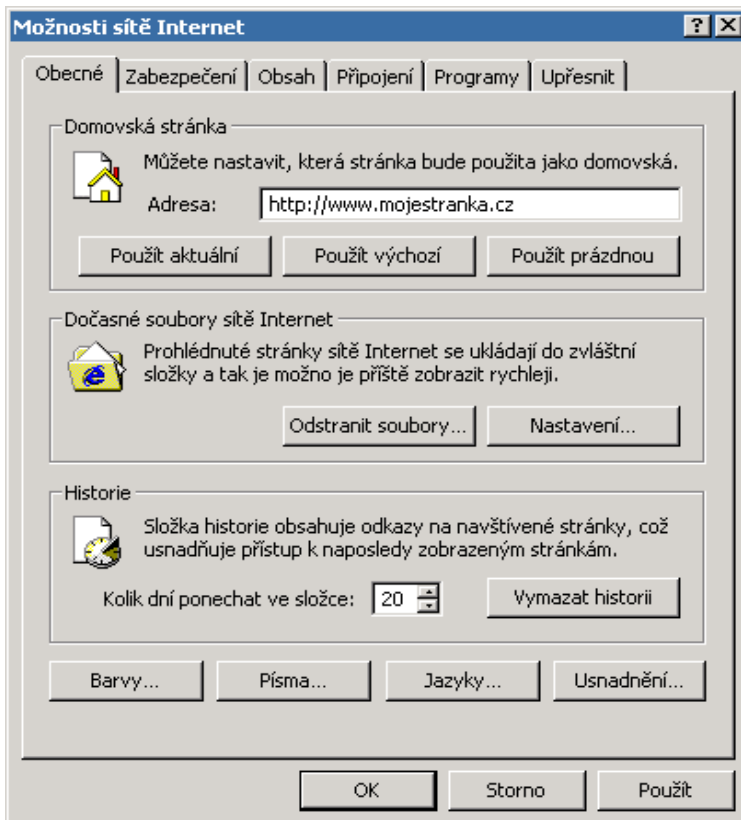 Možnosti sítě Internet
Obecné Zabezpečení Obsah Připojení Programy Upřesnit
Domovská stránka
Můžete nastavit, která stránka bude použita jako domovská.
Adresa: http://www.mojestranka.cz
Použít aktuální Použít výchozí Použít prázdnou
Dočasné soubory sítě Internet
Prohlédnuté stránky sítě Internet se ukládají do zvláštní
složky a tak je možno je příště zobrazit rychleji.
Odstranit soubory... Nastavení...
Historie
Složka historie obsahuje odkazy na navštívené stránky, což
usnadňuje přístup k naposledy zobrazeným stránkám.
Kolik dní ponechat ve složce: 20 Vymazat historii
Barvy... Písma... Jazyky... Usnadnění...
OK Storno Použít